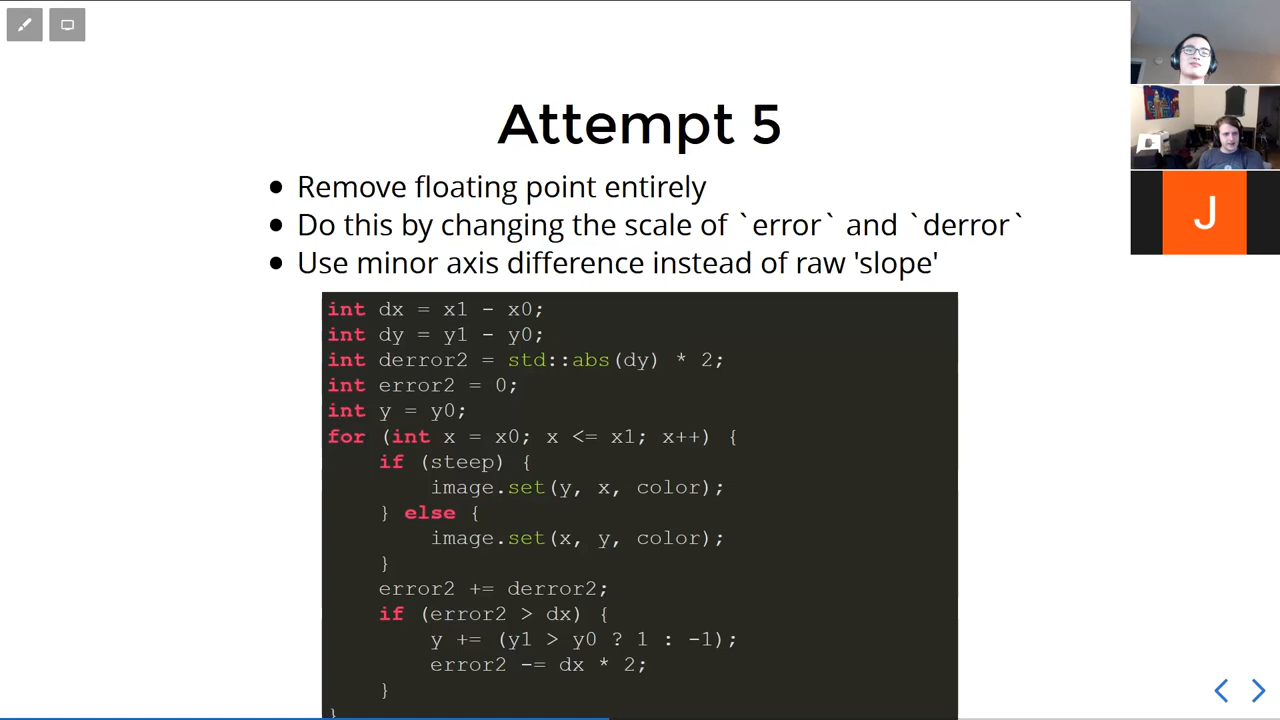 Attempt 5
● Remove floating point entirely
● Do this by changing the scale of `error` and `derror`
● Use minor axis difference instead of raw 'slope'
int dx = x1 - x0;
int dy = y1 - y0;
int derror2 = std::abs(dy) * 2;
int error2 = 0;
int y = y0;
for (int x = x0; x <= x1; x++) {
    if (steep) {
        image.set(y, x, color);
    } else {
        image.set(x, y, color);
    }
    error2 += derror2;
    if (error2 > dx) {
        y += (y1 > y0 ? 1 : -1);
        error2 -= dx * 2;
    }
}
J